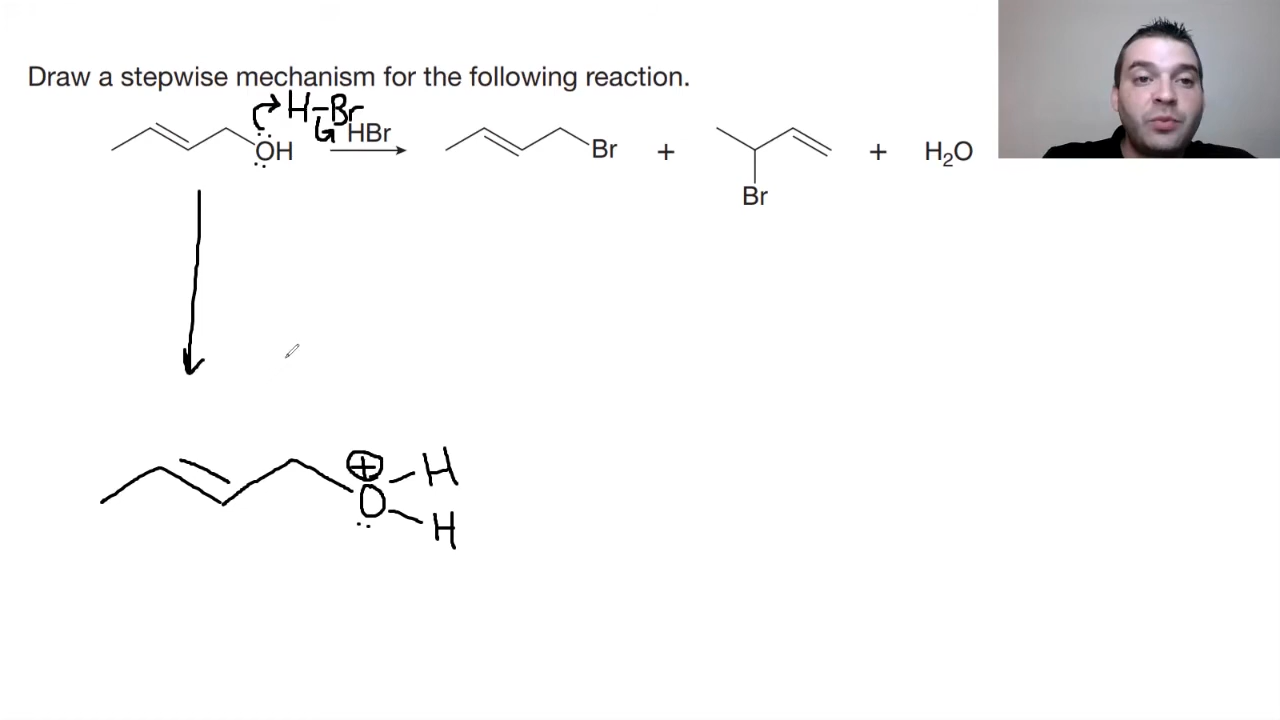 Draw a stepwise mechanism for the following reaction.
H-Br
OH HBr Br + + H₂O
Br
+ H
O
H